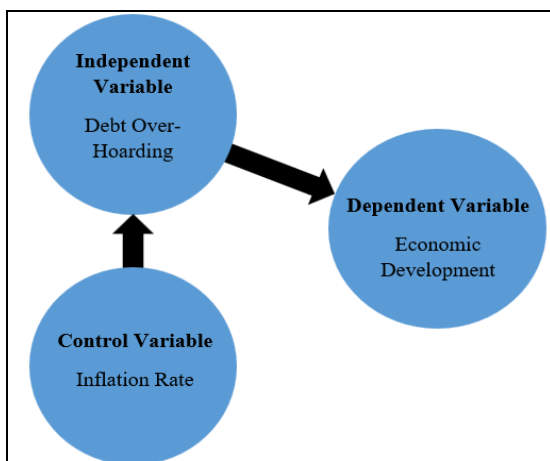 Independent
Variable
Debt Over-
Hoarding
Dependent Variable
Economic
Development
Control Variable
Inflation Rate